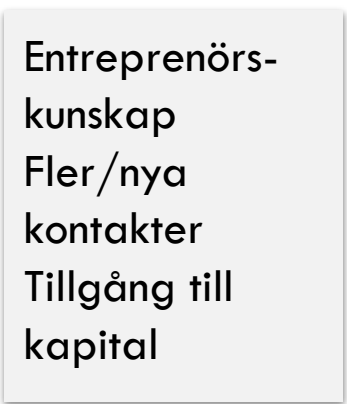 Entreprenörs-
kunskap
Fler/nya
kontakter
Tillgång till
kapital